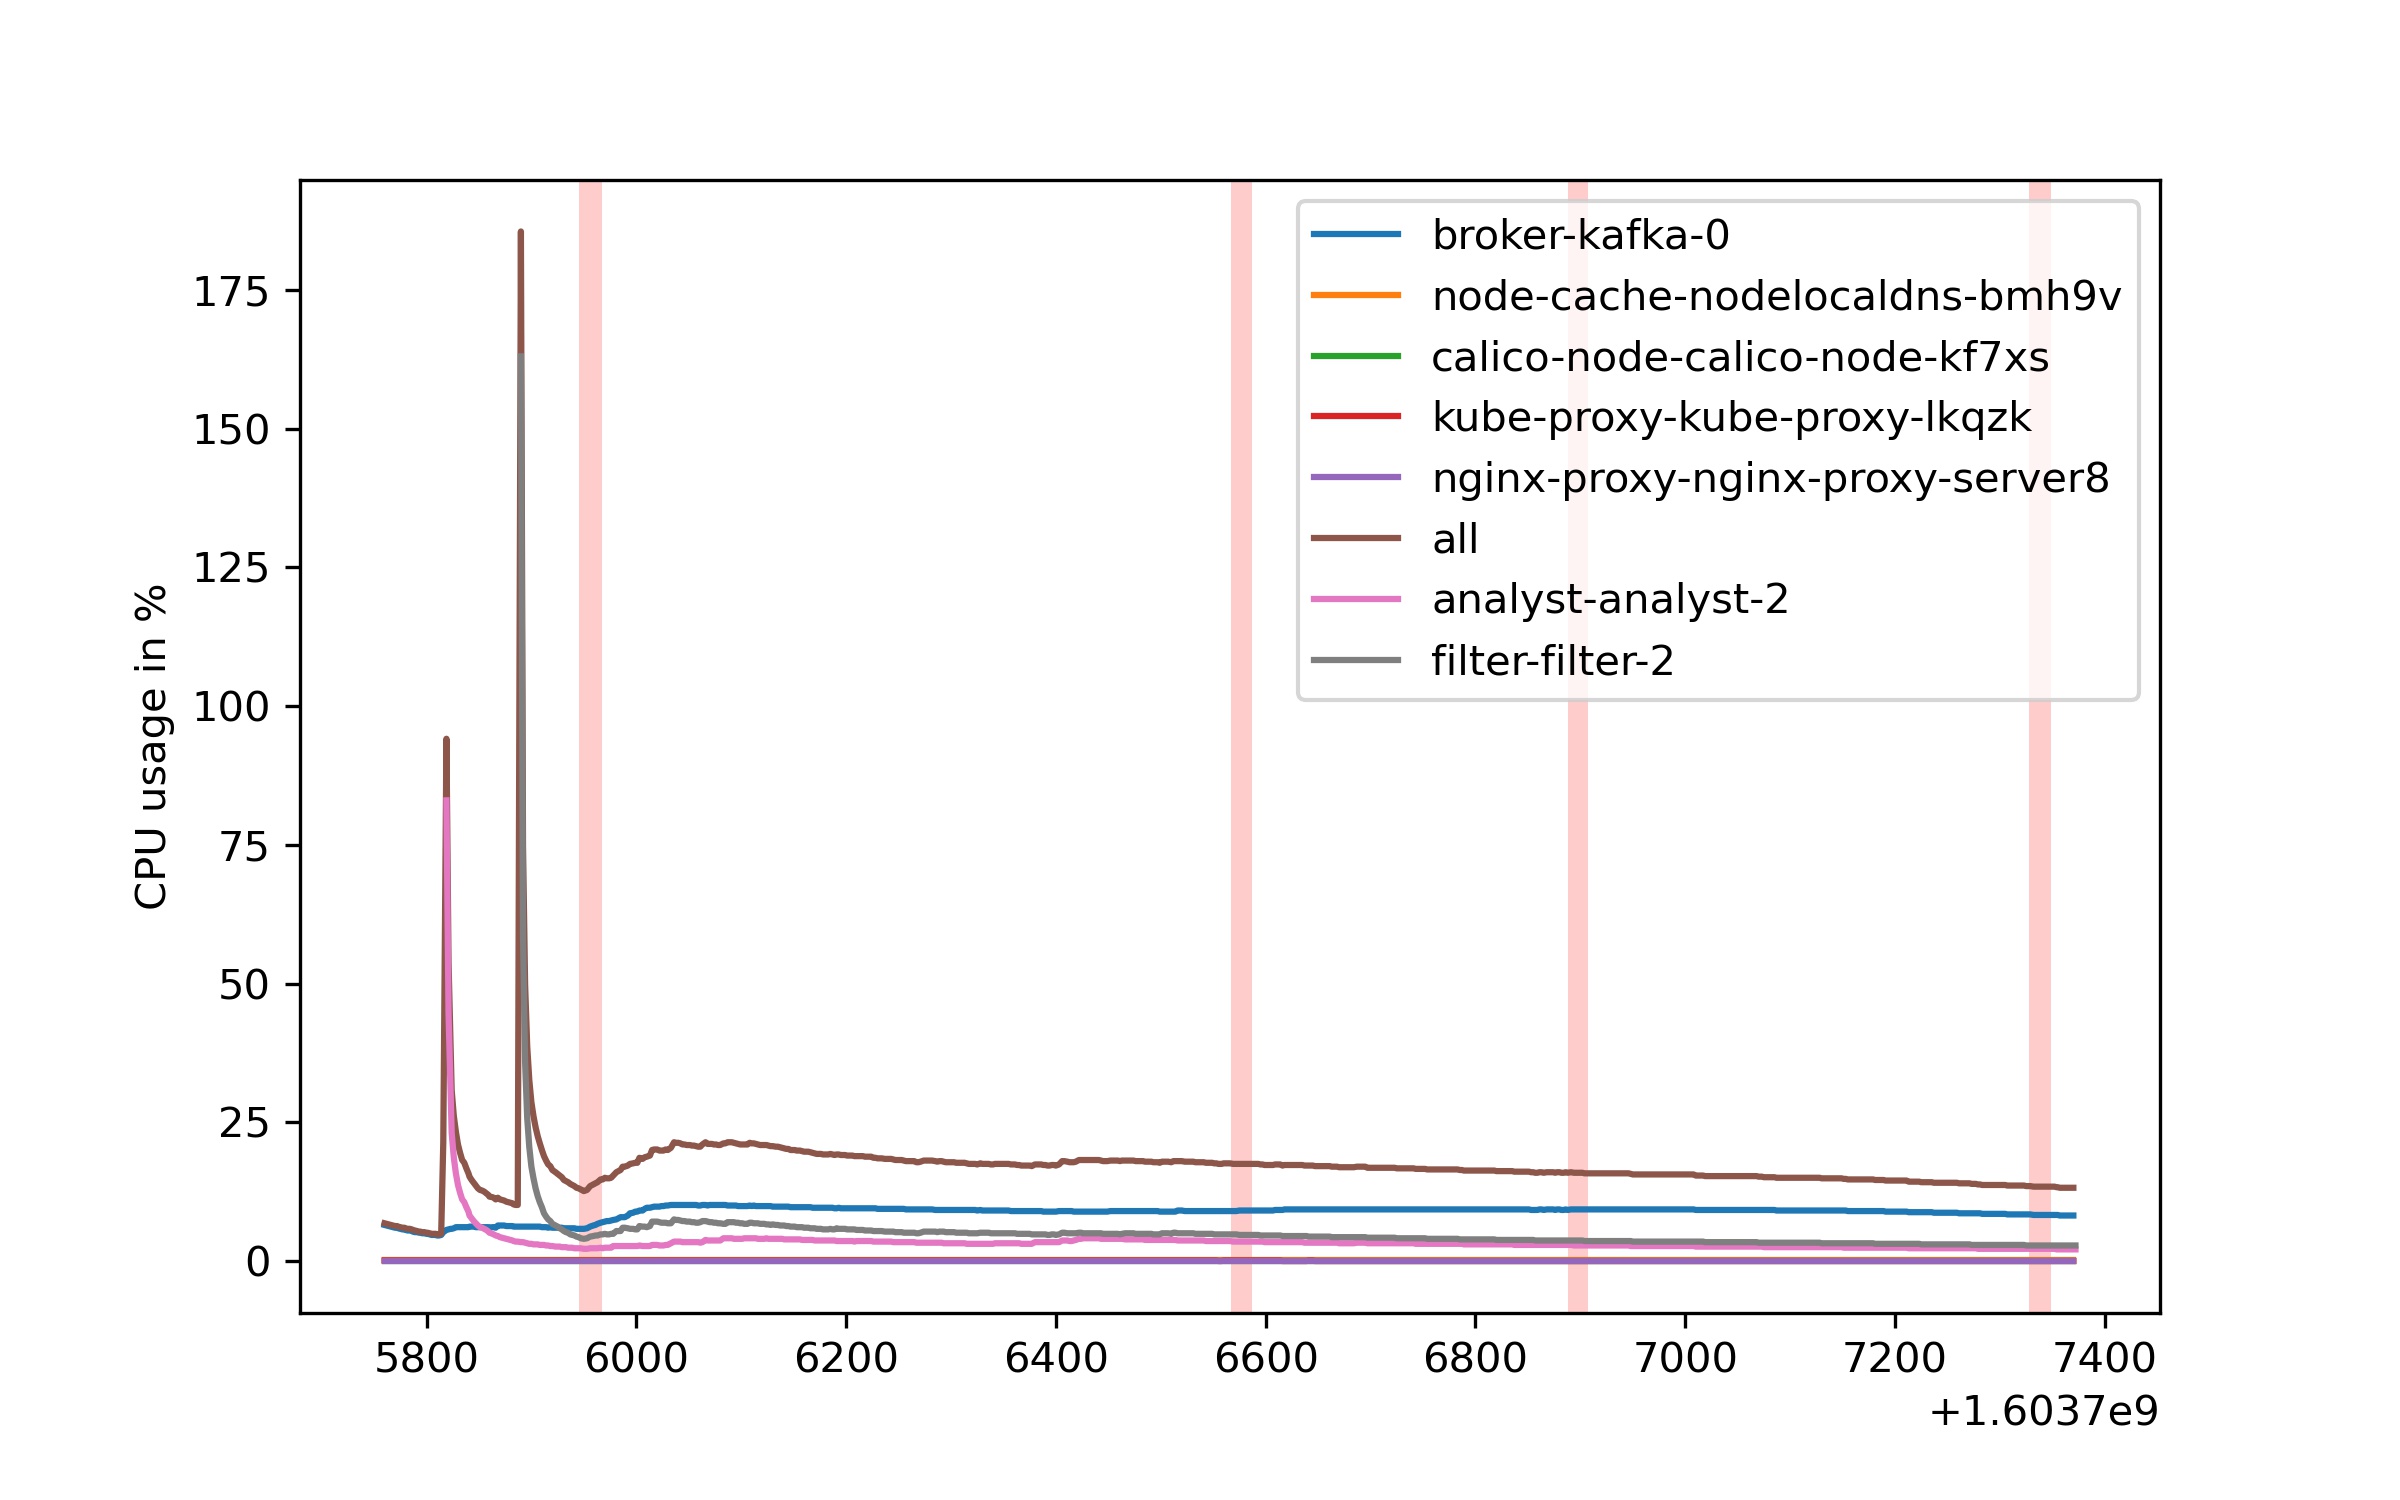 CPU usage in %
175
150
125
100
75
50
25
0
broker-kafka-0
node-cache-nodelocaldns-bmh9v
calico-node-calico-node-kf7xs
kube-proxy-kube-proxy-lkqzk
nginx-proxy-nginx-proxy-server8
all
analyst-analyst-2
filter-filter-2
5800 6000 6200 6400 6600 6800 7000 7200 7400
+1.6037e9